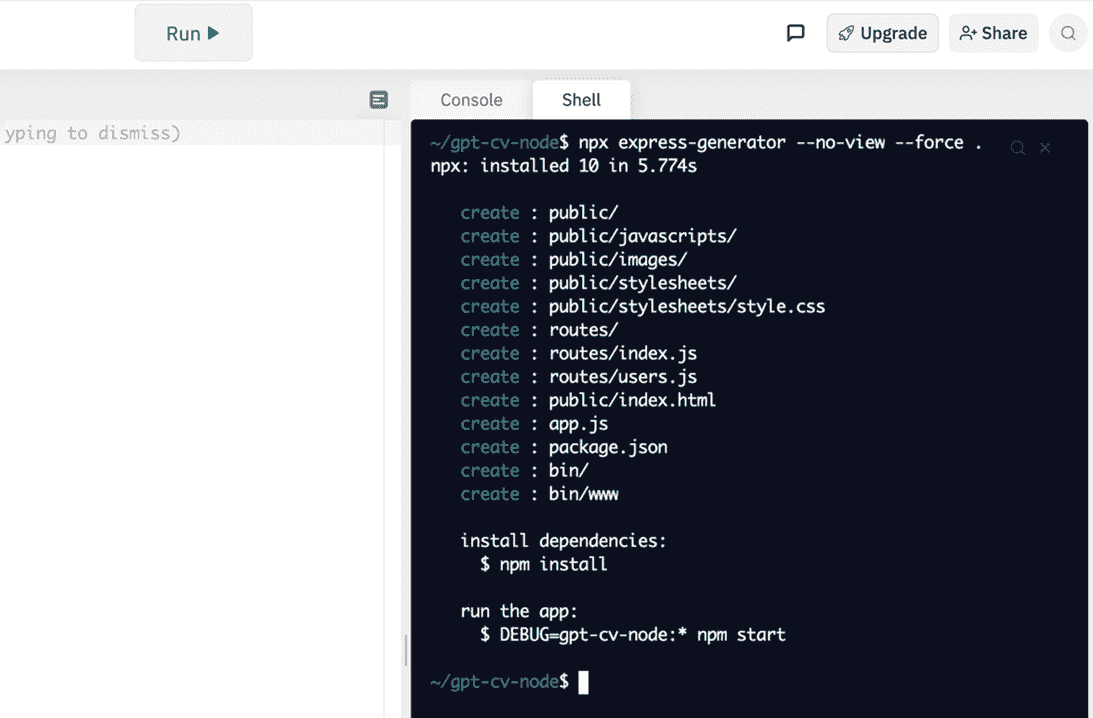 Run
Upgrade
Share
Console
Shell
yping to dismiss)
~/gpt-cv-node$ npx express-generator --no-view --force .
npx: installed 10 in 5.774s
create : public/
create : public/javascripts/
create : public/images/
create : public/stylesheets/
create : public/stylesheets/style.css
create : routes/
create : routes/index.js
create : routes/users.js
create : public/index.html
create : app.js
create : package.json
create : bin/
create : bin/www
install dependencies:
$ npm install
run the app:
$ DEBUG=gpt-cv-node:* npm start
~/gpt-cv-node$